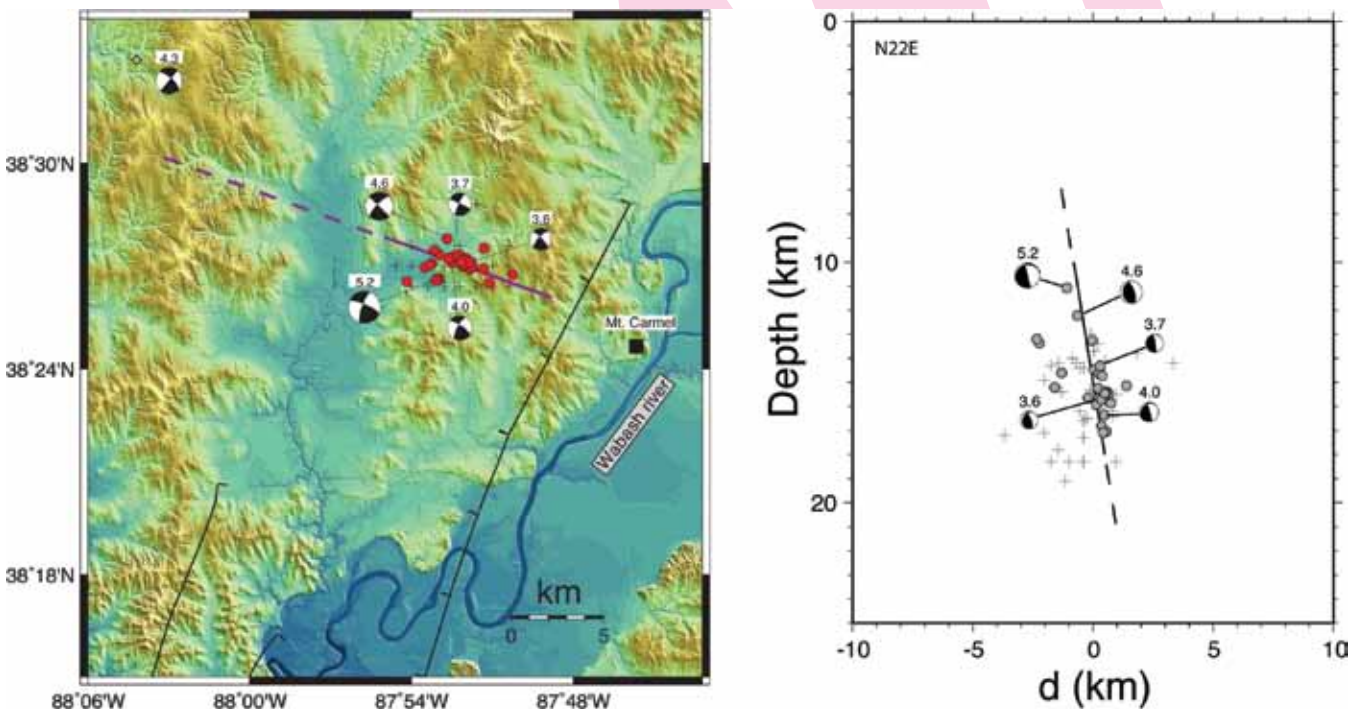 4.3
38°30'N
4.6
3.7
3.6
5.2
4.0
Mt. Carmel
38°24'N
Wabash river
38°18'N
km
0 5
88°06'W 88°00'W 87°54'W 87°48'W
0
N22E
10
20
Depth (km)
5.2
4.6
3.7
3.6
4.0
-10 -5 0 5 10
d (km)